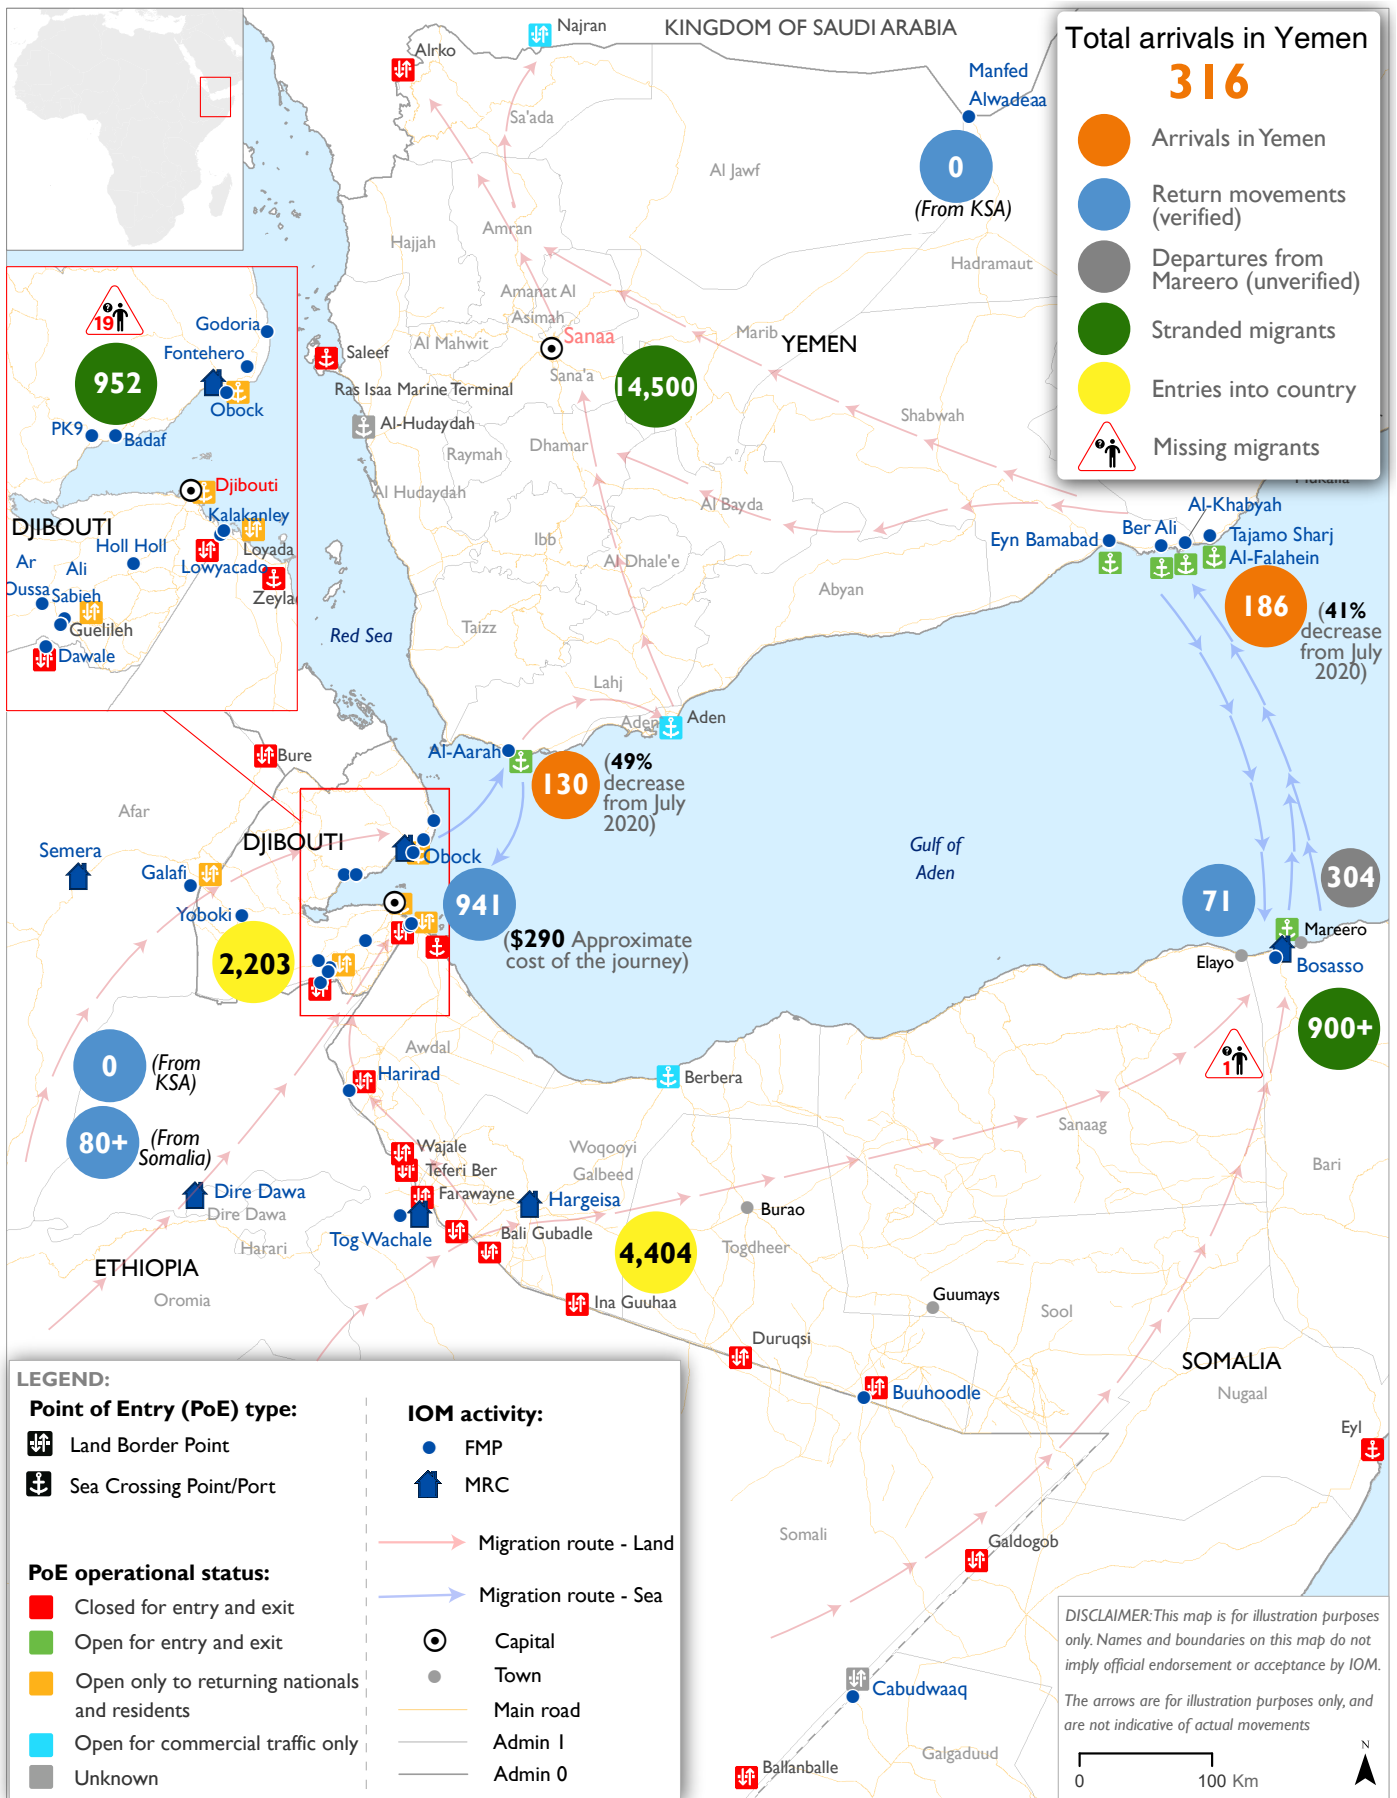 KINGDOM OF SAUDI ARABIA
Najran
Alrko
Manfed
Alwadeaa
Total arrivals in Yemen
316
Arrivals in Yemen
Return movements
(verified)
Departures from
Mareero (unverified)
Stranded migrants
Entries into country
Missing migrants
Sa'ada
Al Jawf
0
(From KSA)
Amran
Hajjah
Hadramaut
Amanat Al
Asimah
Sanaa
Al Mahwit
Marib
YEMEN
Saleef
Sana'a
14,500
Ras Isaa Marine Terminal
Al-Hudaydah
Shabwah
Dhamar
Raymah
Al Hudaydah
Al Bayda
Ibb
Al Dhale'e
Mukalla
Al-Khabyah
Ber Ali
Eyn Bamabad
Tajamo Sharj
Al-Falahein
Abyan
186
(41%
decrease
from July
2020)
Taizz
Red Sea
Lahj
Aden
Aden
19
Godoria
Fontehero
952
Obock
PK9
Badaf
Djibouti
DJIBOUTI
Kalakanley
Holl Holl
Loyada
Lowyacado
Ar
Oussa
Ali
Sabieh
Zeyla
Guelileh
Dawale
Bure
Al-Aarah
130
(49%
decrease
from July
2020)
Afar
DJIBOUTI
Semera
Galafi
Obock
Yoboki
Gulf of
Aden
941
($290 Approximate
cost of the journey)
2,203
71
304
Mareero
Elayo
Bosasso
900+
1
Awdal
0
(From
KSA)
Harirad
Berbera
80+
(From
Somalia)
Wajale
Teferi Ber
Farawayne
Woqooyi
Galbeed
Sanaag
Bari
Dire Dawa
Dire Dawa
Hargeisa
Burao
Tog Wachale
Bali Gubadle
Harari
4,404
Togdheer
ETHIOPIA
Oromia
Ina Guuhaa
Guumays
Sool
Duruqsi
SOMALIA
Buuhoodle
Nugaal
Eyl
Somali
Galdogob
Cabudwaaq
Galgaduud
Ballanballe
LEGEND:
Point of Entry (PoE) type:
Land Border Point
Sea Crossing Point/Port
PoE operational status:
Closed for entry and exit
Open for entry and exit
Open only to returning nationals
and residents
Open for commercial traffic only
Unknown
IOM activity:
FMP
MRC
Migration route - Land
Migration route - Sea
Capital
Town
Main road
Admin 1
Admin 0
DISCLAIMER: This map is for illustration purposes
only. Names and boundaries on this map do not
imply official endorsement or acceptance by IOM.
The arrows are for illustration purposes only, and
are not indicative of actual movements
N
0
100 Km